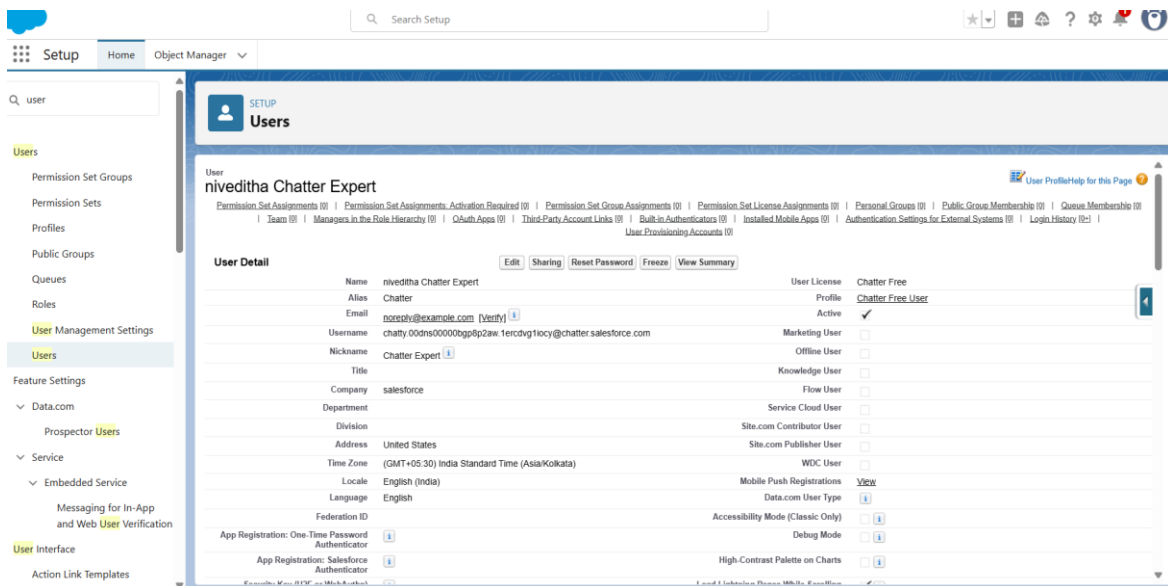 Search Setup
Setup Home Object Manager
user
Users
Permission Set Groups
Permission Sets
Profiles
Public Groups
Queues
Roles
User Management Settings
Users
Feature Settings
Data.com
Prospector Users
Service
Embedded Service
Messaging for In-App
and Web User Verification
User Interface
Action Link Templates
SETUP
Users
User
niveditha Chatter Expert
User ProfileHelp for this Page
Permission Set Assignments [0] | Permission Set Assignments: Activation Required [0] | Permission Set Group Assignments [0] | Permission Set License Assignments [0] | Personal Groups [0] | Public Group Membership [0] | Queue Membership [0]
| Team [0] | Managers in the Role Hierarchy [0] | OAuth Apps [0] | Third-Party Account Links [0] | Built-in Authenticators [0] | Installed Mobile Apps [0] | Authentication Settings for External Systems [0] | Login History [0+] |
User Provisioning Accounts [0]
User Detail Edit Sharing Reset Password Freeze View Summary
Name niveditha Chatter Expert User License Chatter Free
Alias Chatter Profile Chatter Free User
Email noreply@example.com [Verify] Active
Username chatty.00dns00000bgp8p2aw.1ercdvg1iocy@chatter.salesforce.com Marketing User
Nickname Chatter Expert Offline User
Title Knowledge User
Company salesforce Flow User
Department Service Cloud User
Division Site.com Contributor User
Address United States Site.com Publisher User
Time Zone (GMT+05:30) India Standard Time (Asia/Kolkata) WDC User
Locale English (India) Mobile Push Registrations View
Language English Data.com User Type
Federation ID Accessibility Mode (Classic Only)
App Registration: One-Time Password
Authenticator Debug Mode
App Registration: Salesforce
Authenticator High-Contrast Palette on Charts